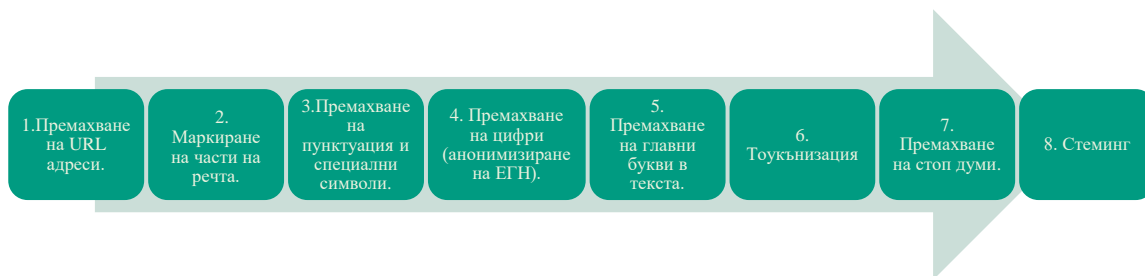 1.Премахване
на URL
адреси.
2.
Маркиране
на части на
речта.
3.Премахване
на
пунктуация и
специални
символи.
4. Премахване
на цифри
(анонимизиране
на ЕГН).
5.
Премахване
на главни
букви в
текста.
6.
Тоукънизация
7.
Премахване
на стоп думи.
8. Стеминг